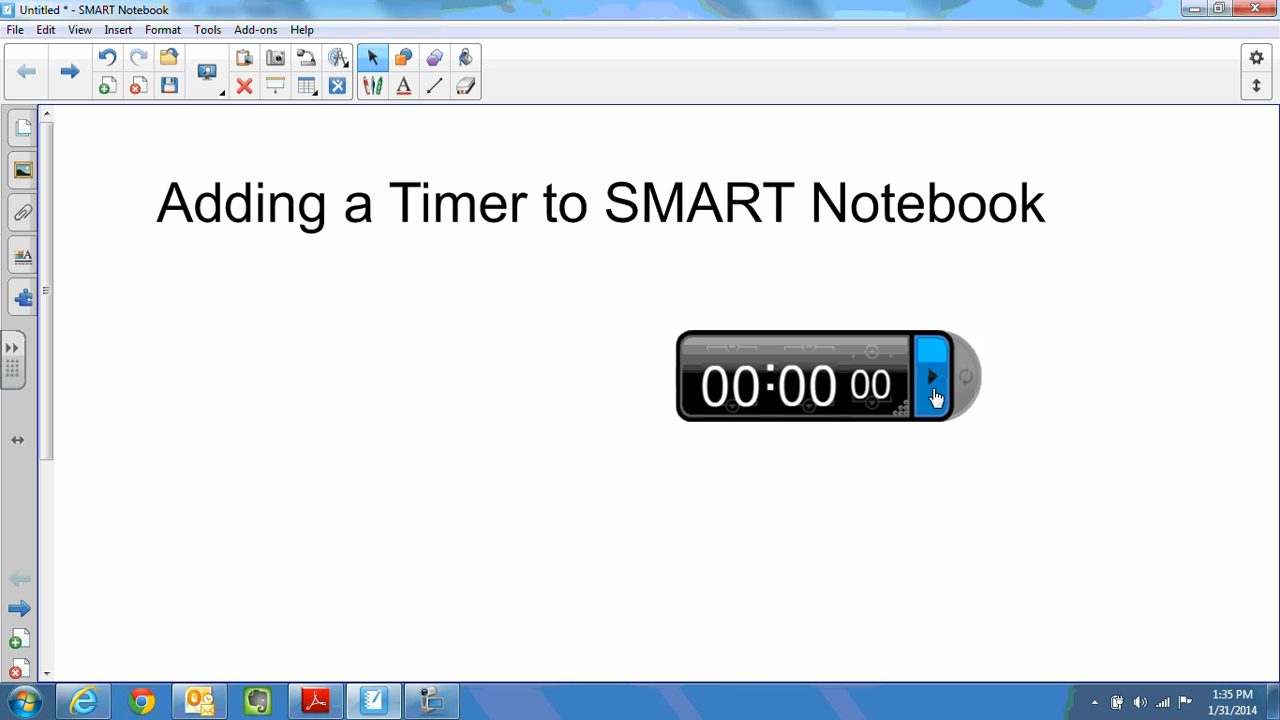 Untitled * - SMART Notebook
File Edit View Insert Format Tools Add-ons Help
Adding a Timer to SMART Notebook
00:00 00
1:35 PM
1/31/2014